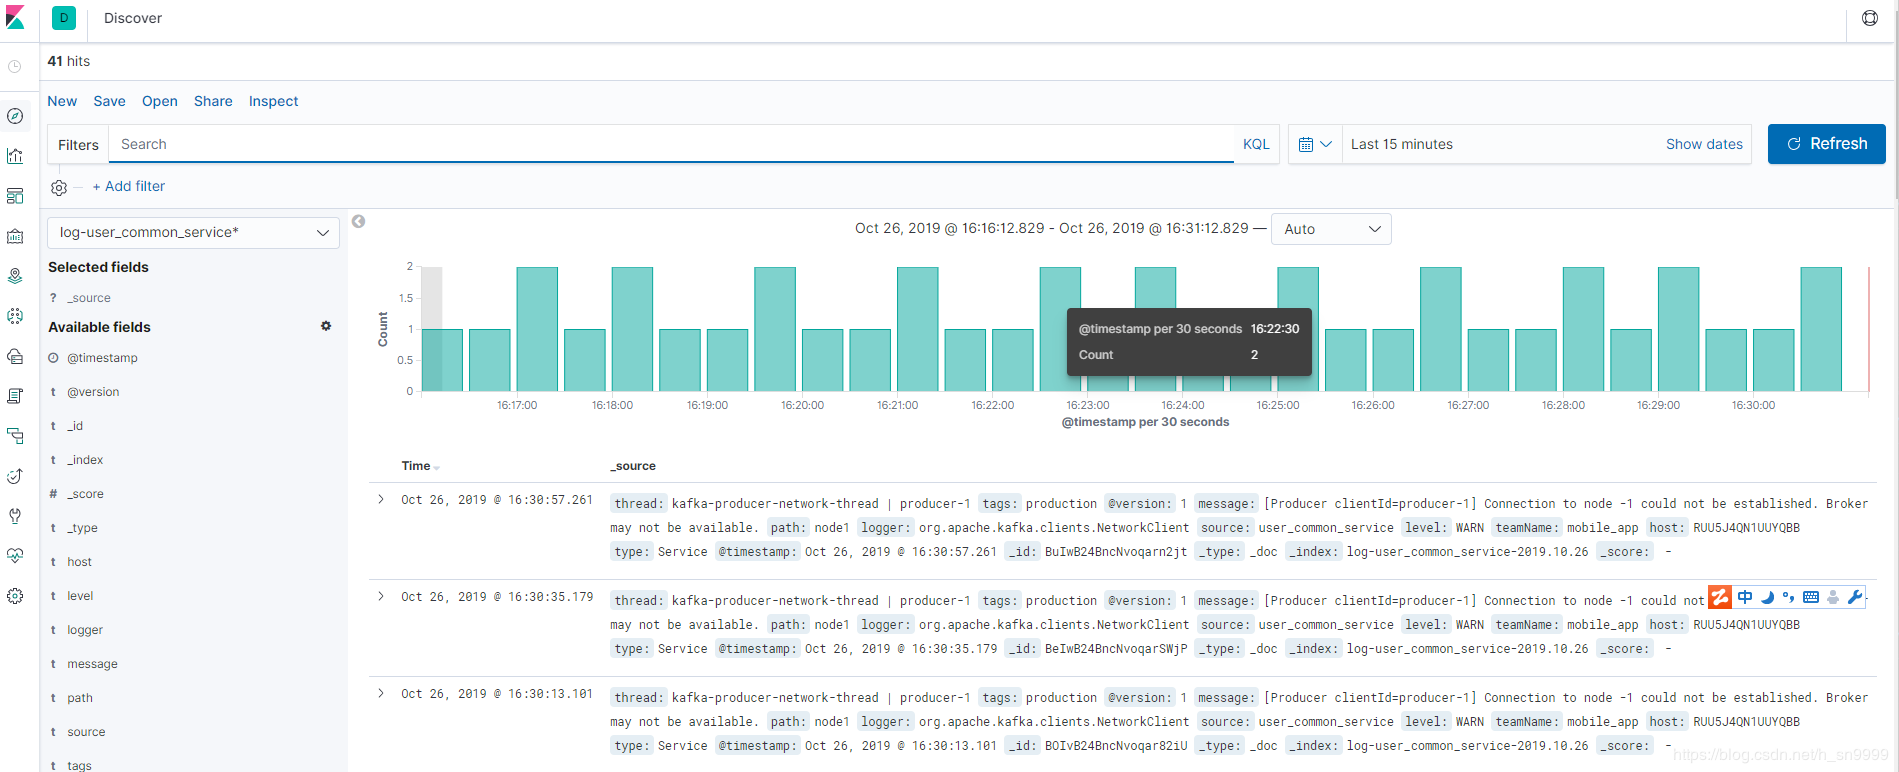 D Discover
41 hits
New Save Open Share Inspect
Filters Search KQL Last 15 minutes Show dates Refresh
+ Add filter
log-user_common_service*
Selected fields
? _source
Available fields
@timestamp
t @version
t _id
t _index
# _score
t _type
t host
t level
t logger
t message
t path
t source
t tags
Oct 26, 2019 @ 16:16:12.829 - Oct 26, 2019 @ 16:31:12.829 — Auto
2
1.5
1
0.5
0
Count
@timestamp per 30 seconds 16:22:30
Count 2
16:17:00 16:18:00 16:19:00 16:20:00 16:21:00 16:22:00 16:23:00 16:24:00 16:25:00 16:26:00 16:27:00 16:28:00 16:29:00 16:30:00
@timestamp per 30 seconds
Time _source
Oct 26, 2019 @ 16:30:57.261 thread: kafka-producer-network-thread | producer-1 tags: production @version: 1 message: [Producer clientId=producer-1] Connection to node -1 could not be established. Broker
may not be available. path: node1 logger: org.apache.kafka.clients.NetworkClient source: user_common_service level: WARN teamName: mobile_app host: RUU5J4QN1UUYQBB
type: Service @timestamp: Oct 26, 2019 @ 16:30:57.261 _id: BuIwB24BncNvoqarn2jt _type: _doc _index: log-user_common_service-2019.10.26 _score: -
Oct 26, 2019 @ 16:30:35.179 thread: kafka-producer-network-thread | producer-1 tags: production @version: 1 message: [Producer clientId=producer-1] Connection to node -1 could not
中
may not be available. path: node1 logger: org.apache.kafka.clients.NetworkClient source: user_common_service level: WARN teamName: mobile_app host: RUU5J4QN1UUYQBB
type: Service @timestamp: Oct 26, 2019 @ 16:30:35.179 _id: BeIwB24BncNvoqarSWjP _type: _doc _index: log-user_common_service-2019.10.26 _score: -
Oct 26, 2019 @ 16:30:13.101 thread: kafka-producer-network-thread | producer-1 tags: production @version: 1 message: [Producer clientId=producer-1] Connection to node -1 could not be established. Broker
may not be available. path: node1 logger: org.apache.kafka.clients.NetworkClient source: user_common_service level: WARN teamName: mobile_app host: RUU5J4QN1UUYQBB
type: Service @timestamp: Oct 26, 2019 @ 16:30:13.101 _id: BOIvB24BncNvoqar82iU _type: _doc _index: log-user_common_service-2019.10.26 _score: -
https://blog.csdn.net/h_sn9999